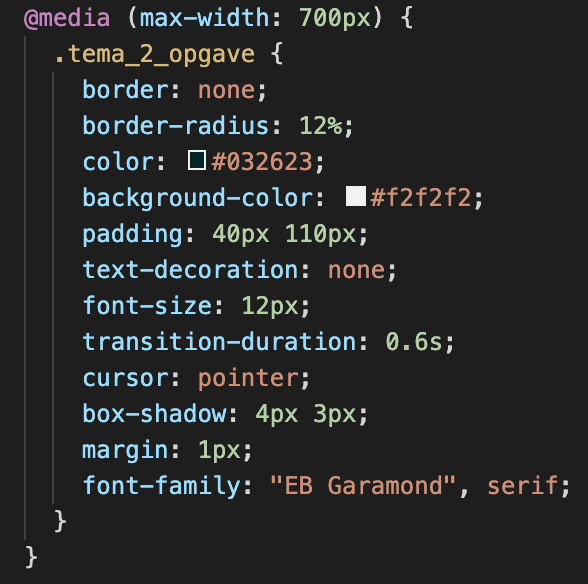 @media (max-width: 700px) {
.tema_2_opgave {
border: none;
border-radius: 12%;
color: #032623;
background-color: #f2f2f2;
padding: 40px 110px;
text-decoration: none;
font-size: 12px;
transition-duration: 0.6s;
cursor: pointer;
box-shadow: 4px 3px;
margin: 1px;
font-family: "EB Garamond", serif;
}
}